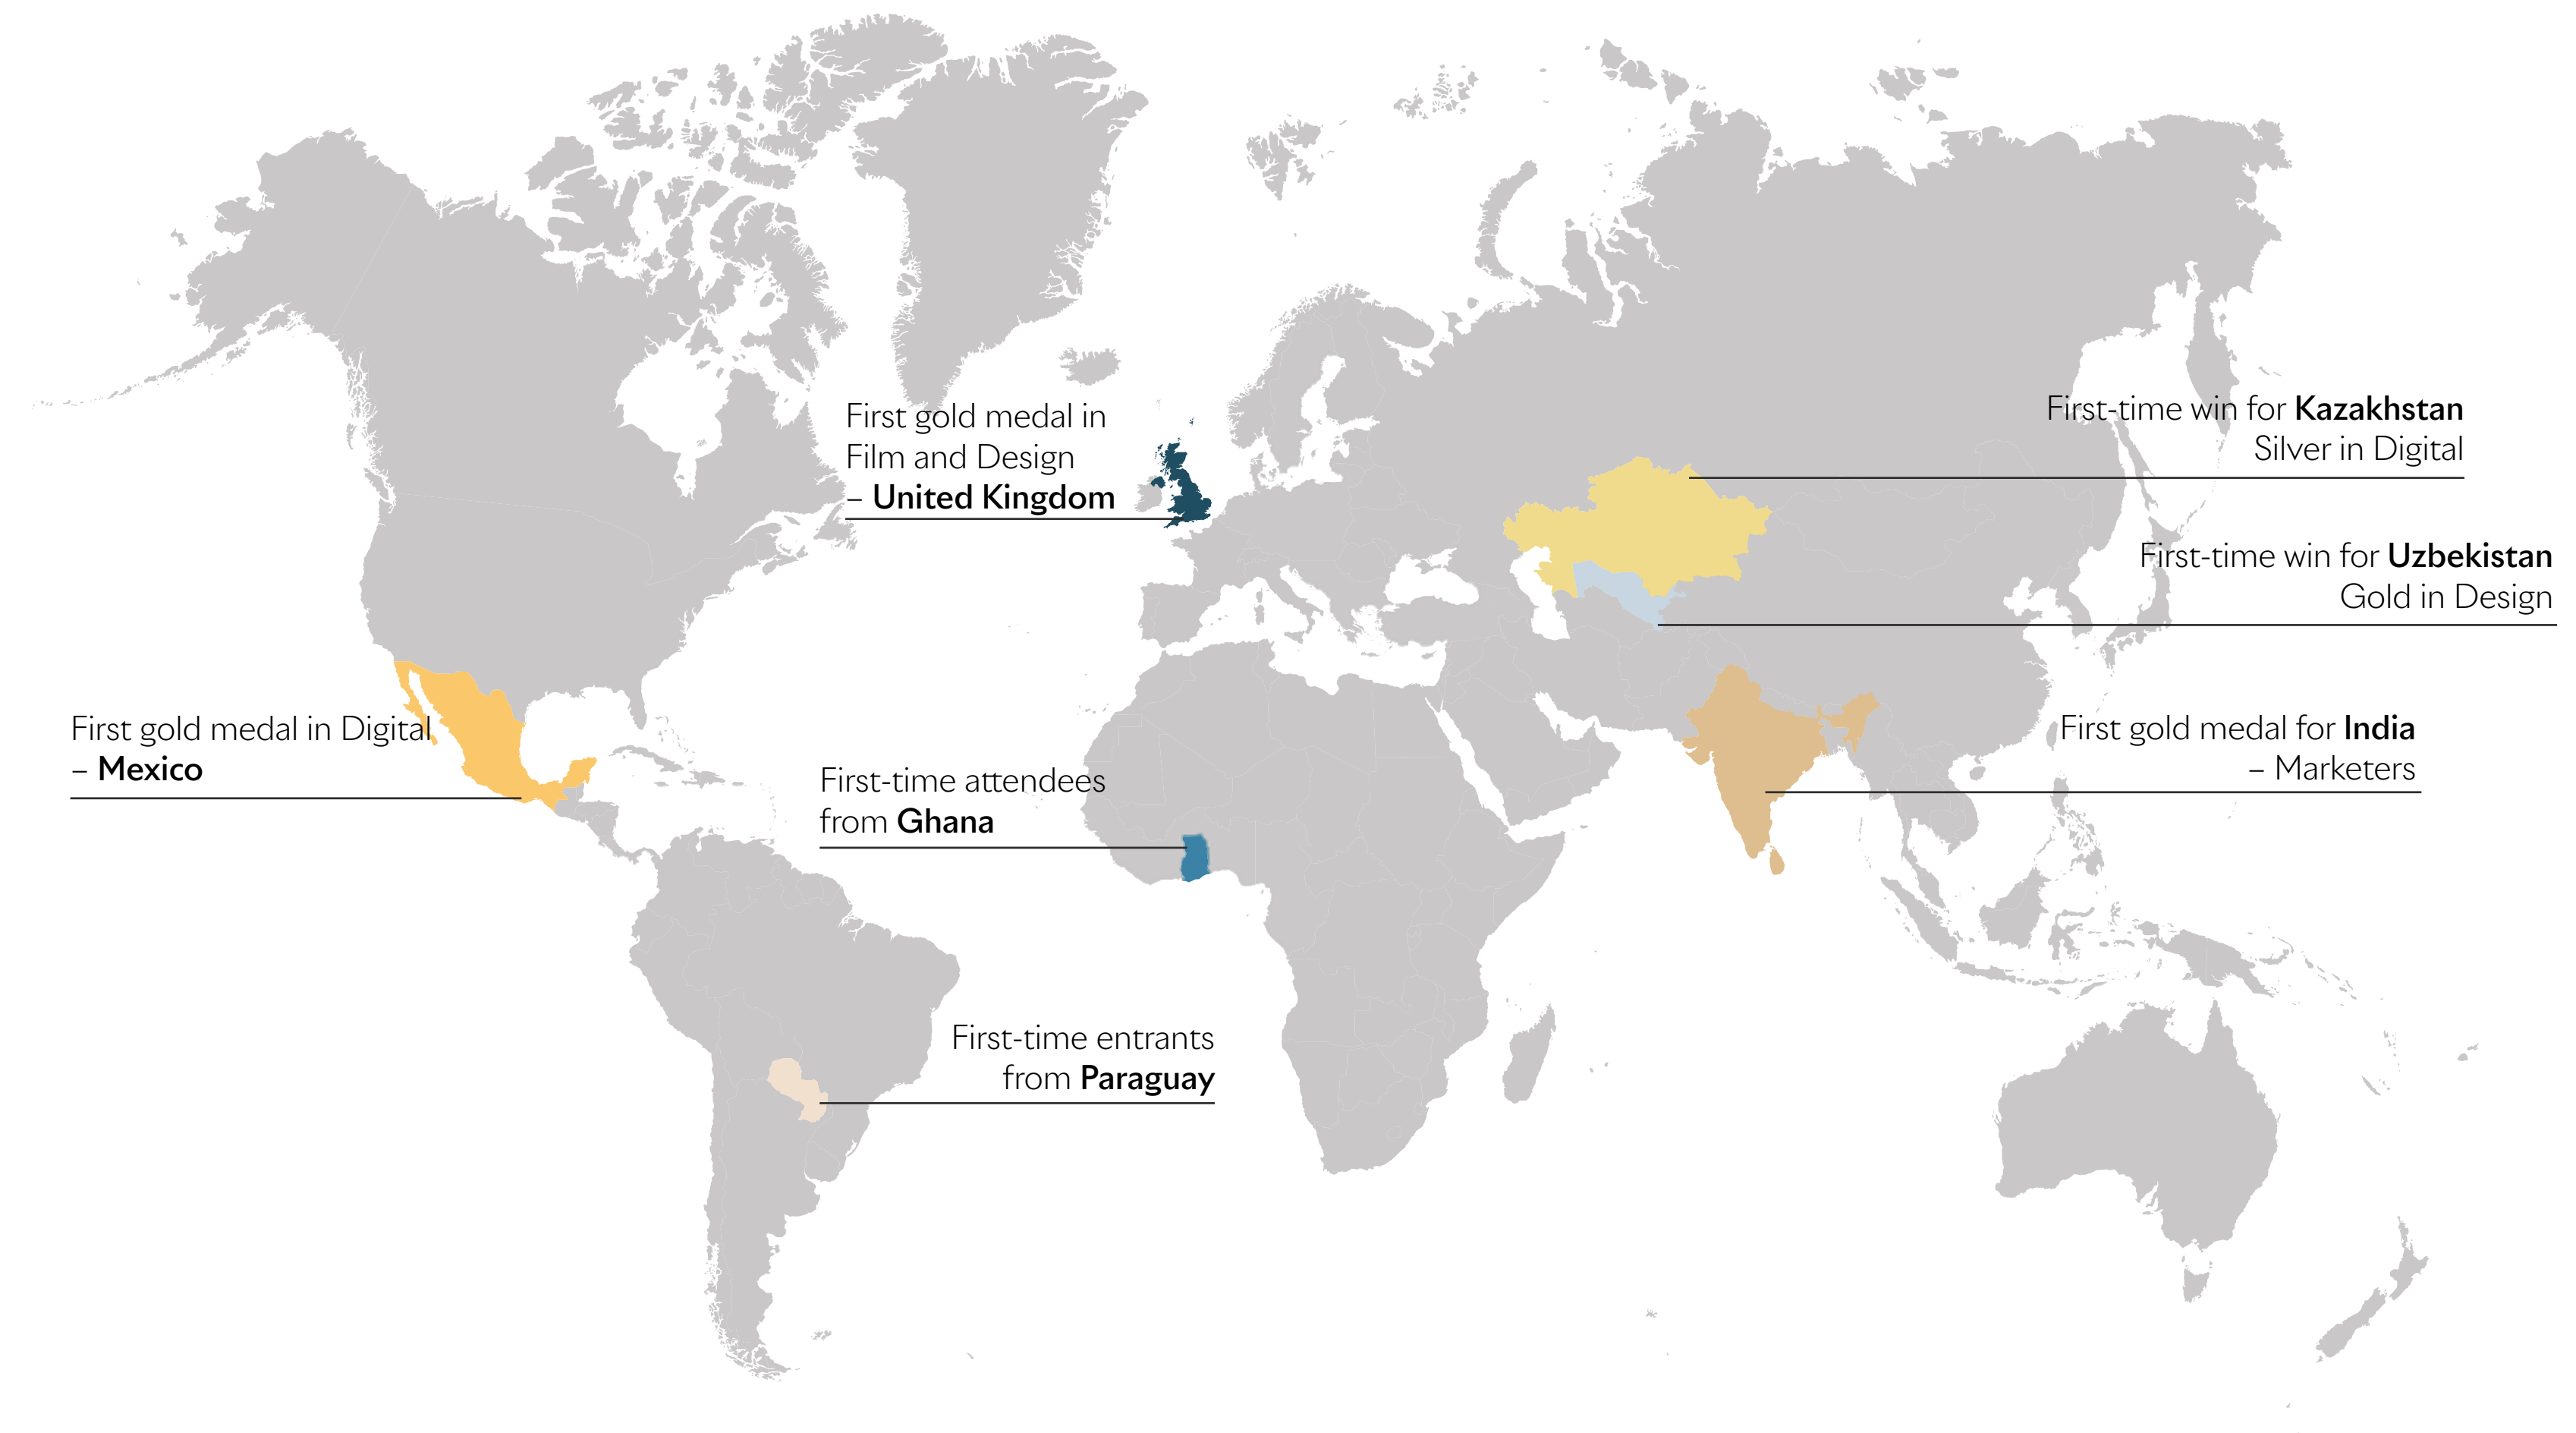 First gold medal in
Film and Design
– United Kingdom
First-time win for Kazakhstan
Silver in Digital
First-time win for Uzbekistan
Gold in Design
First gold medal in Digital
– Mexico
First gold medal for India
– Marketers
First-time attendees
from Ghana
First-time entrants
from Paraguay